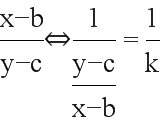 (x−b)/(y−c) ⇔ 1/((y−c)/(x−b)) = 1/k